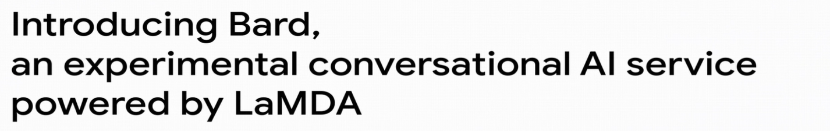 Introducing Bard,
an experimental conversational AI service
powered by LaMDA